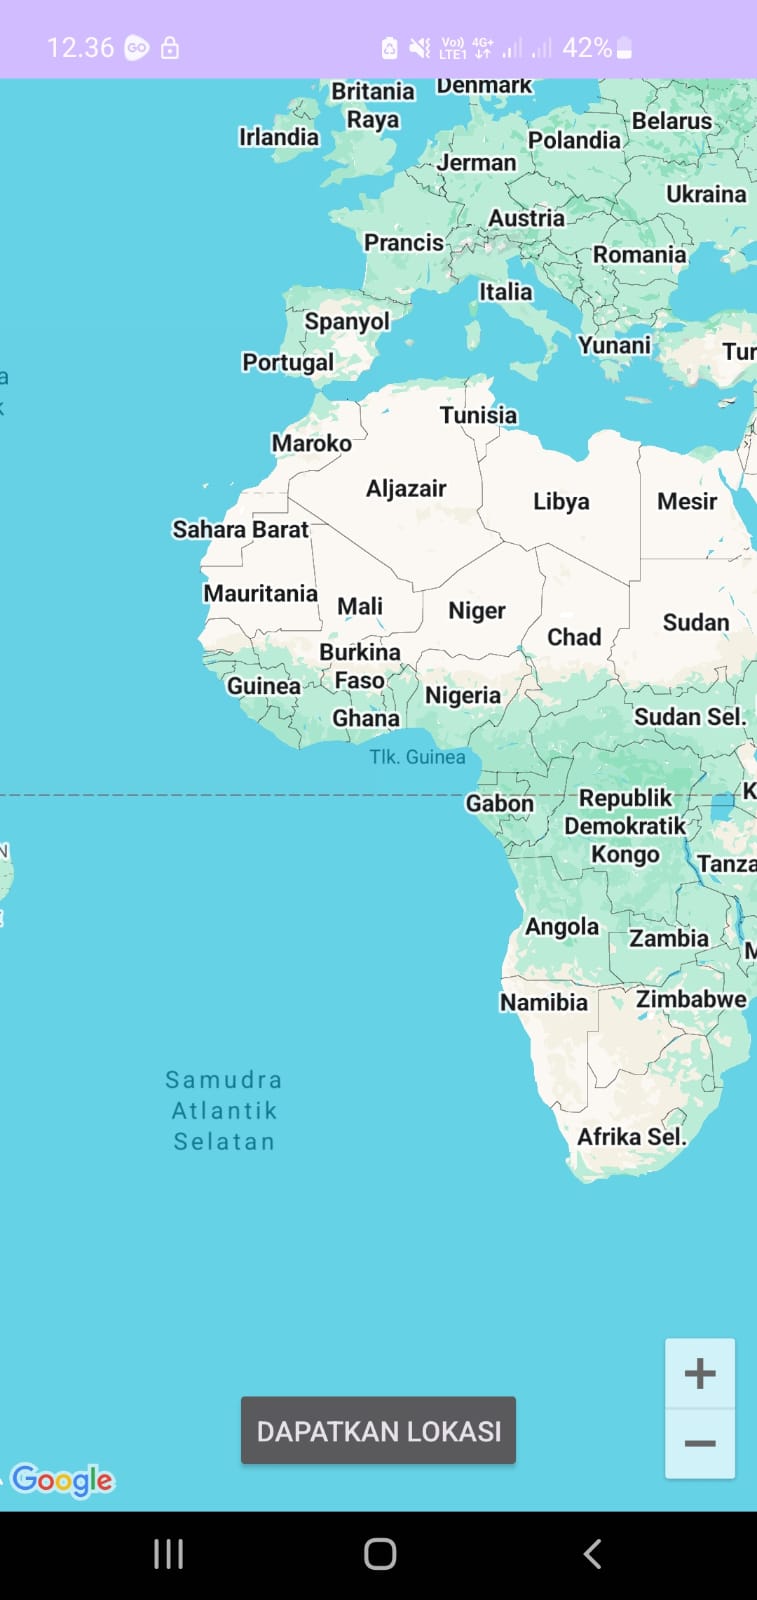 12.36 GO
Vo))
LTE1
4G+
42%
Denmark
Britania
Raya
Irlandia
Belarus
Polandia
Jerman
Ukraina
Austria
Prancis
Romania
Italia
Spanyol
Yunani
Tur
Portugal
a
Tunisia
Maroko
Aljazair
Libya
Mesir
Sahara Barat
Mauritania
Mali
Niger
Sudan
Chad
Burkina
Faso
Guinea
Nigeria
Ghana
Sudan Sel.
Tlk. Guinea
K
Gabon
Republik
Demokratik
Kongo
N
Tanza
Angola
Zambia
M
Namibia
Zimbabwe
Samudra
Atlantik
Selatan
Afrika Sel.
+
−
DAPATKAN LOKASI
Google